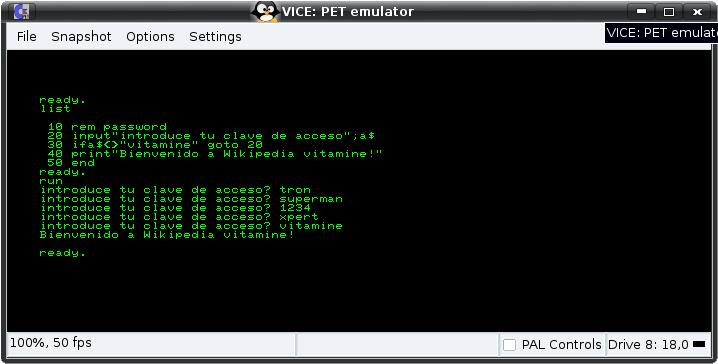 VICE: PET emulator
File Snapshot Options Settings
VICE: PET emulato
ready.
list
10 rem password
20 input"introduce tu clave de acceso";a$
30 ifa$<>"vitamine" goto 20
40 print"Bienvenido a Wikipedia vitamine!"
50 end
ready.
run
introduce tu clave de acceso? tron
introduce tu clave de acceso? superman
introduce tu clave de acceso? 1234
introduce tu clave de acceso? xpert
introduce tu clave de acceso? vitamine
Bienvenido a Wikipedia vitamine!
ready.
100%, 50 fps
PAL Controls
Drive 8: 18,0